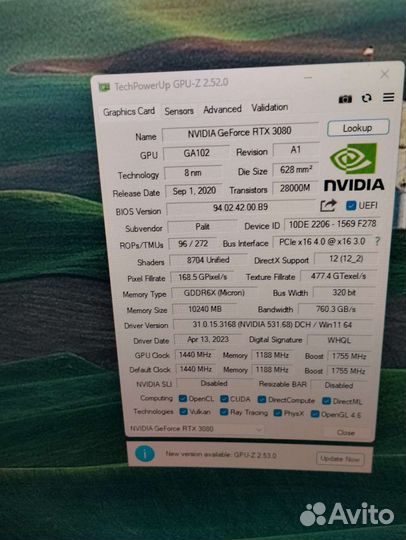 TechPowerUp GPU-Z 2.52.0
Graphics Card Sensors Advanced Validation
Name NVIDIA GeForce RTX 3080 Lookup
GPU GA102 Revision A1
Technology 8 nm Die Size 628 mm²
Release Date Sep 1, 2020 Transistors 28000M
NVIDIA
BIOS Version 94.02.42.00.B9 UEFI
Subvendor Palit Device ID 10DE 2206 - 1569 F278
ROPs/TMUs 96 / 272 Bus Interface PCIe x16 4.0 @ x16 3.0 ?
Shaders 8704 Unified DirectX Support 12 (12_2)
Pixel Fillrate 168.5 GPixel/s Texture Fillrate 477.4 GTexel/s
Memory Type GDDR6X (Micron) Bus Width 320 bit
Memory Size 10240 MB Bandwidth 760.3 GB/s
Driver Version 31.0.15.3168 (NVIDIA 531.68) DCH / Win11 64
Driver Date Apr 13, 2023 Digital Signature WHQL
GPU Clock 1440 MHz Memory 1188 MHz Boost 1755 MHz
Default Clock 1440 MHz Memory 1188 MHz Boost 1755 MHz
NVIDIA SLI Disabled Resizable BAR Disabled
Computing OpenCL CUDA DirectCompute DirectML
Technologies Vulkan Ray Tracing PhysX OpenGL 4.6
NVIDIA GeForce RTX 3080 Close
New version available: GPU-Z 2.53.0 Update Now
Avito